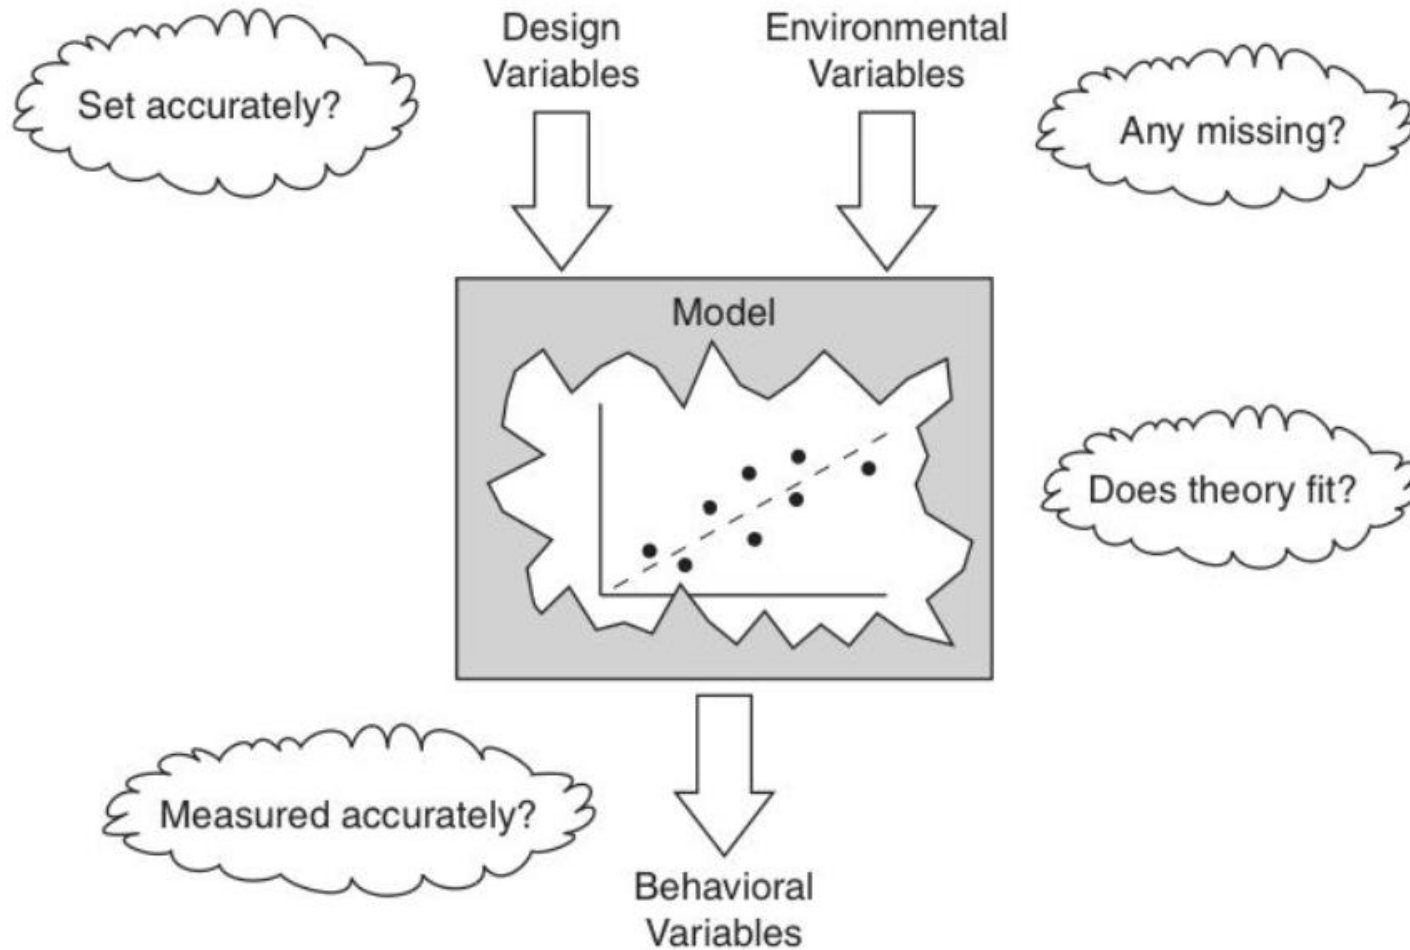 Design
Variables
Environmental
Variables
Set accurately?
Any missing?
Model
Does theory fit?
Measured accurately?
Behavioral
Variables